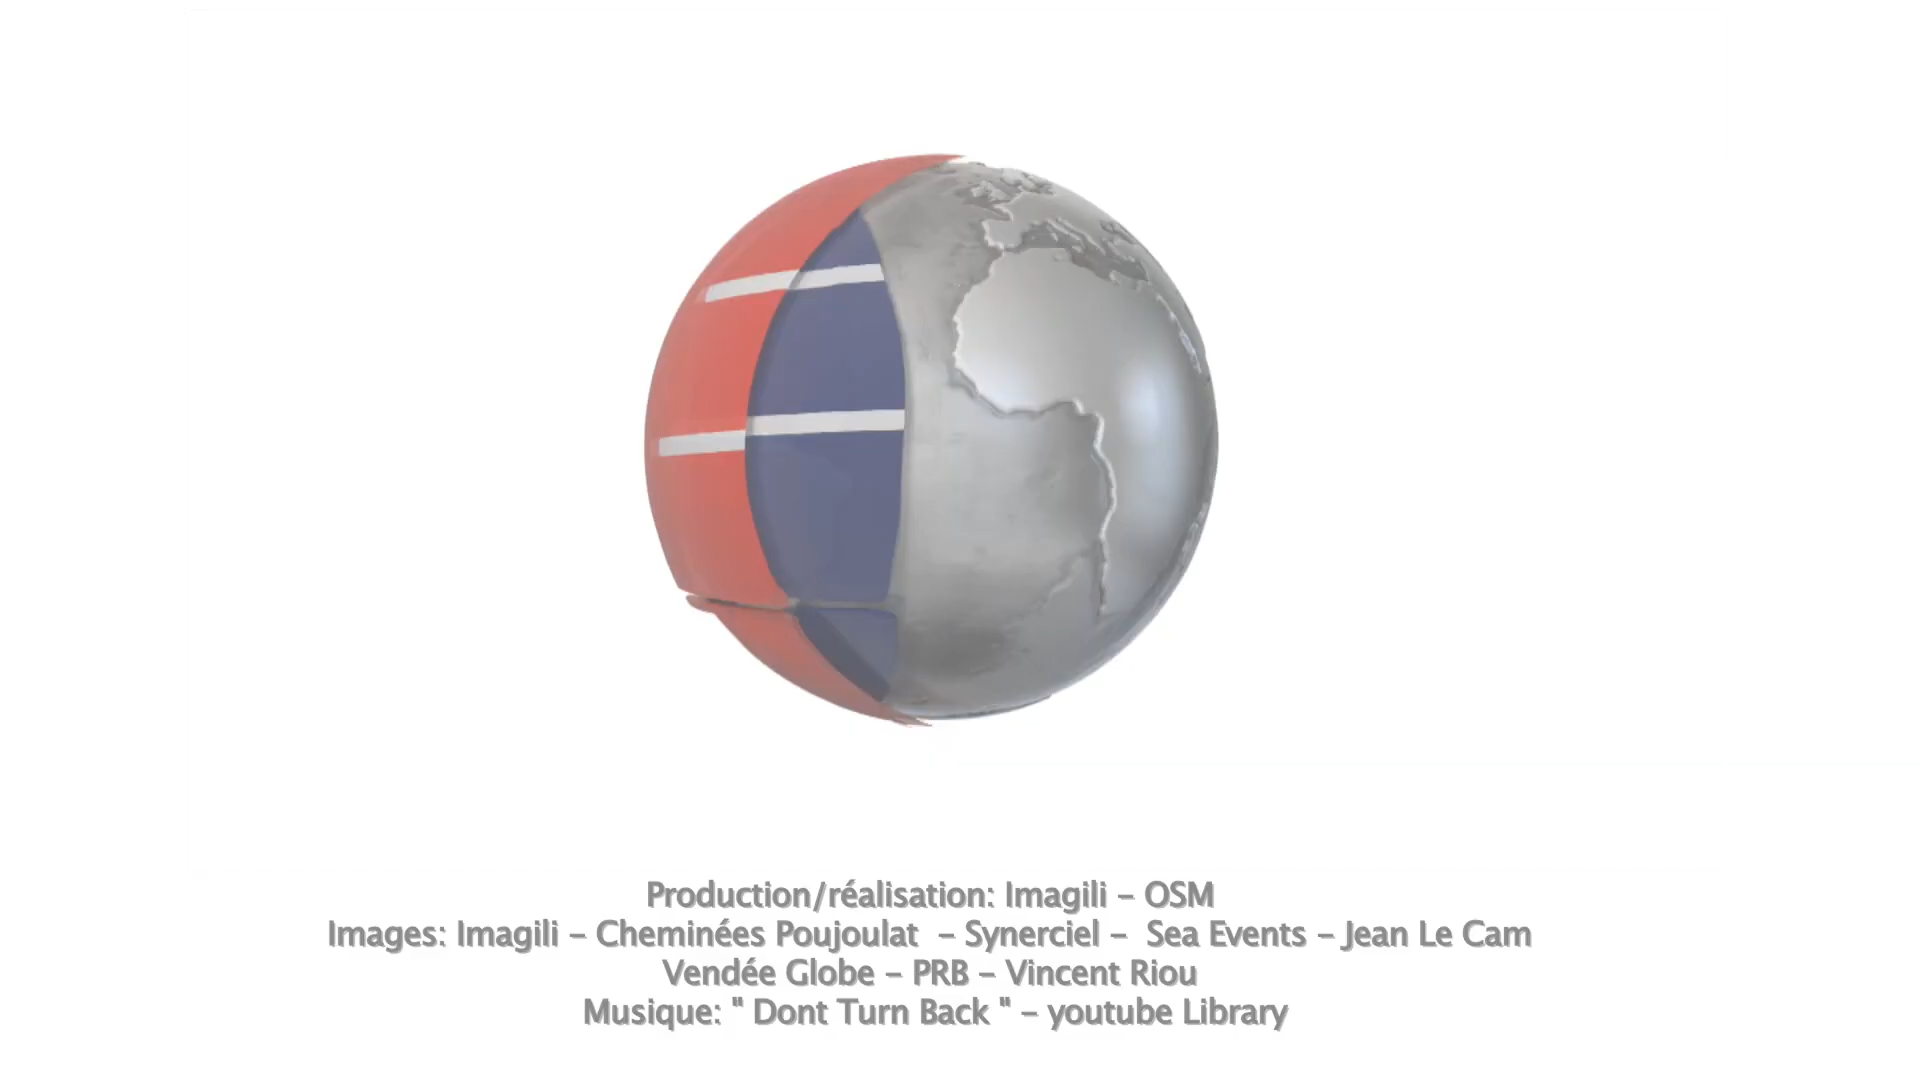 Production/réalisation: Imagili - OSM
Images: Imagili - Cheminées Poujoulat - Synerciel - Sea Events - Jean Le Cam
Vendée Globe - PRB - Vincent Riou
Musique: " Dont Turn Back " - youtube Library